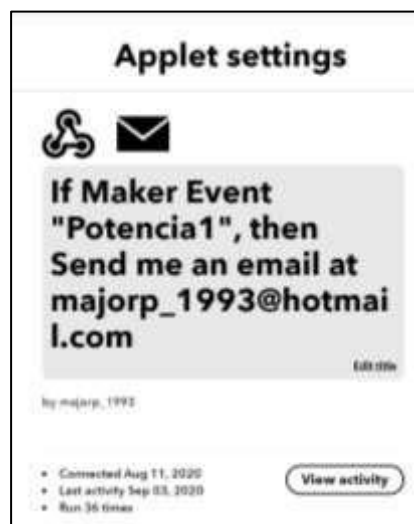 Applet settings
If Maker Event
"Potencia1", then
Send me an email at
majorp_1993@hotmai
l.com
Edit title
by majorp_1993
Connected Aug 11, 2020
Last activity Sep 03, 2020
Run 36 times
View activity